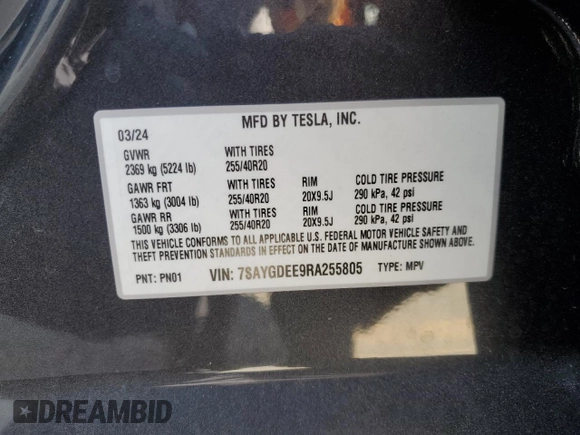 MFD BY TESLA, INC.
03/24
GVWR WITH TIRES
2369 kg (5224 lb) 255/40R20
GAWR FRT WITH TIRES RIM COLD TIRE PRESSURE
1363 kg (3004 lb) 255/40R20 20X9.5J 290 kPa, 42 psi
GAWR RR WITH TIRES RIM COLD TIRE PRESSURE
1500 kg (3306 lb) 255/40R20 20X9.5J 290 kPa, 42 psi
THIS VEHICLE CONFORMS TO ALL APPLICABLE U.S. FEDERAL MOTOR VEHICLE SAFETY AND
THEFT PREVENTION STANDARDS IN EFFECT ON THE DATE OF MANUFACTURE SHOWN ABOVE.
PNT: PN01 VIN: 7SAYGDEE9RA255805 TYPE: MPV
DREAMBID